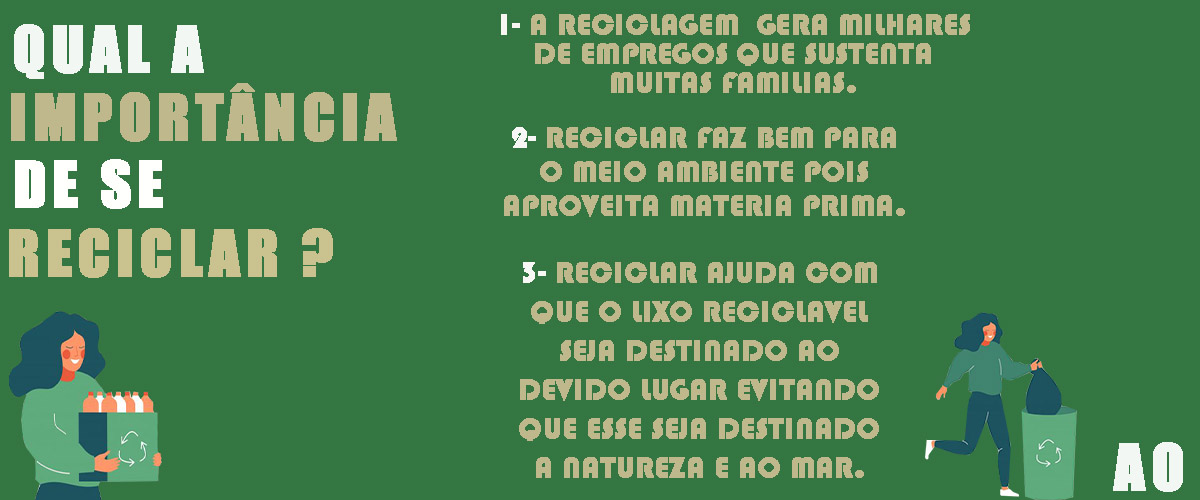 QUAL A
IMPORTÂNCIA
DE SE
RECICLAR ?
1- A RECICLAGEM GERA MILHARES
DE EMPREGOS QUE SUSTENTA
MUITAS FAMILIAS.
2- RECICLAR FAZ BEM PARA
O MEIO AMBIENTE POIS
APROVEITA MATERIA PRIMA.
3- RECICLAR AJUDA COM
QUE O LIXO RECICLAVEL
SEJA DESTINADO AO
DEVIDO LUGAR EVITANDO
QUE ESSE SEJA DESTINADO
A NATUREZA E AO MAR.
AO